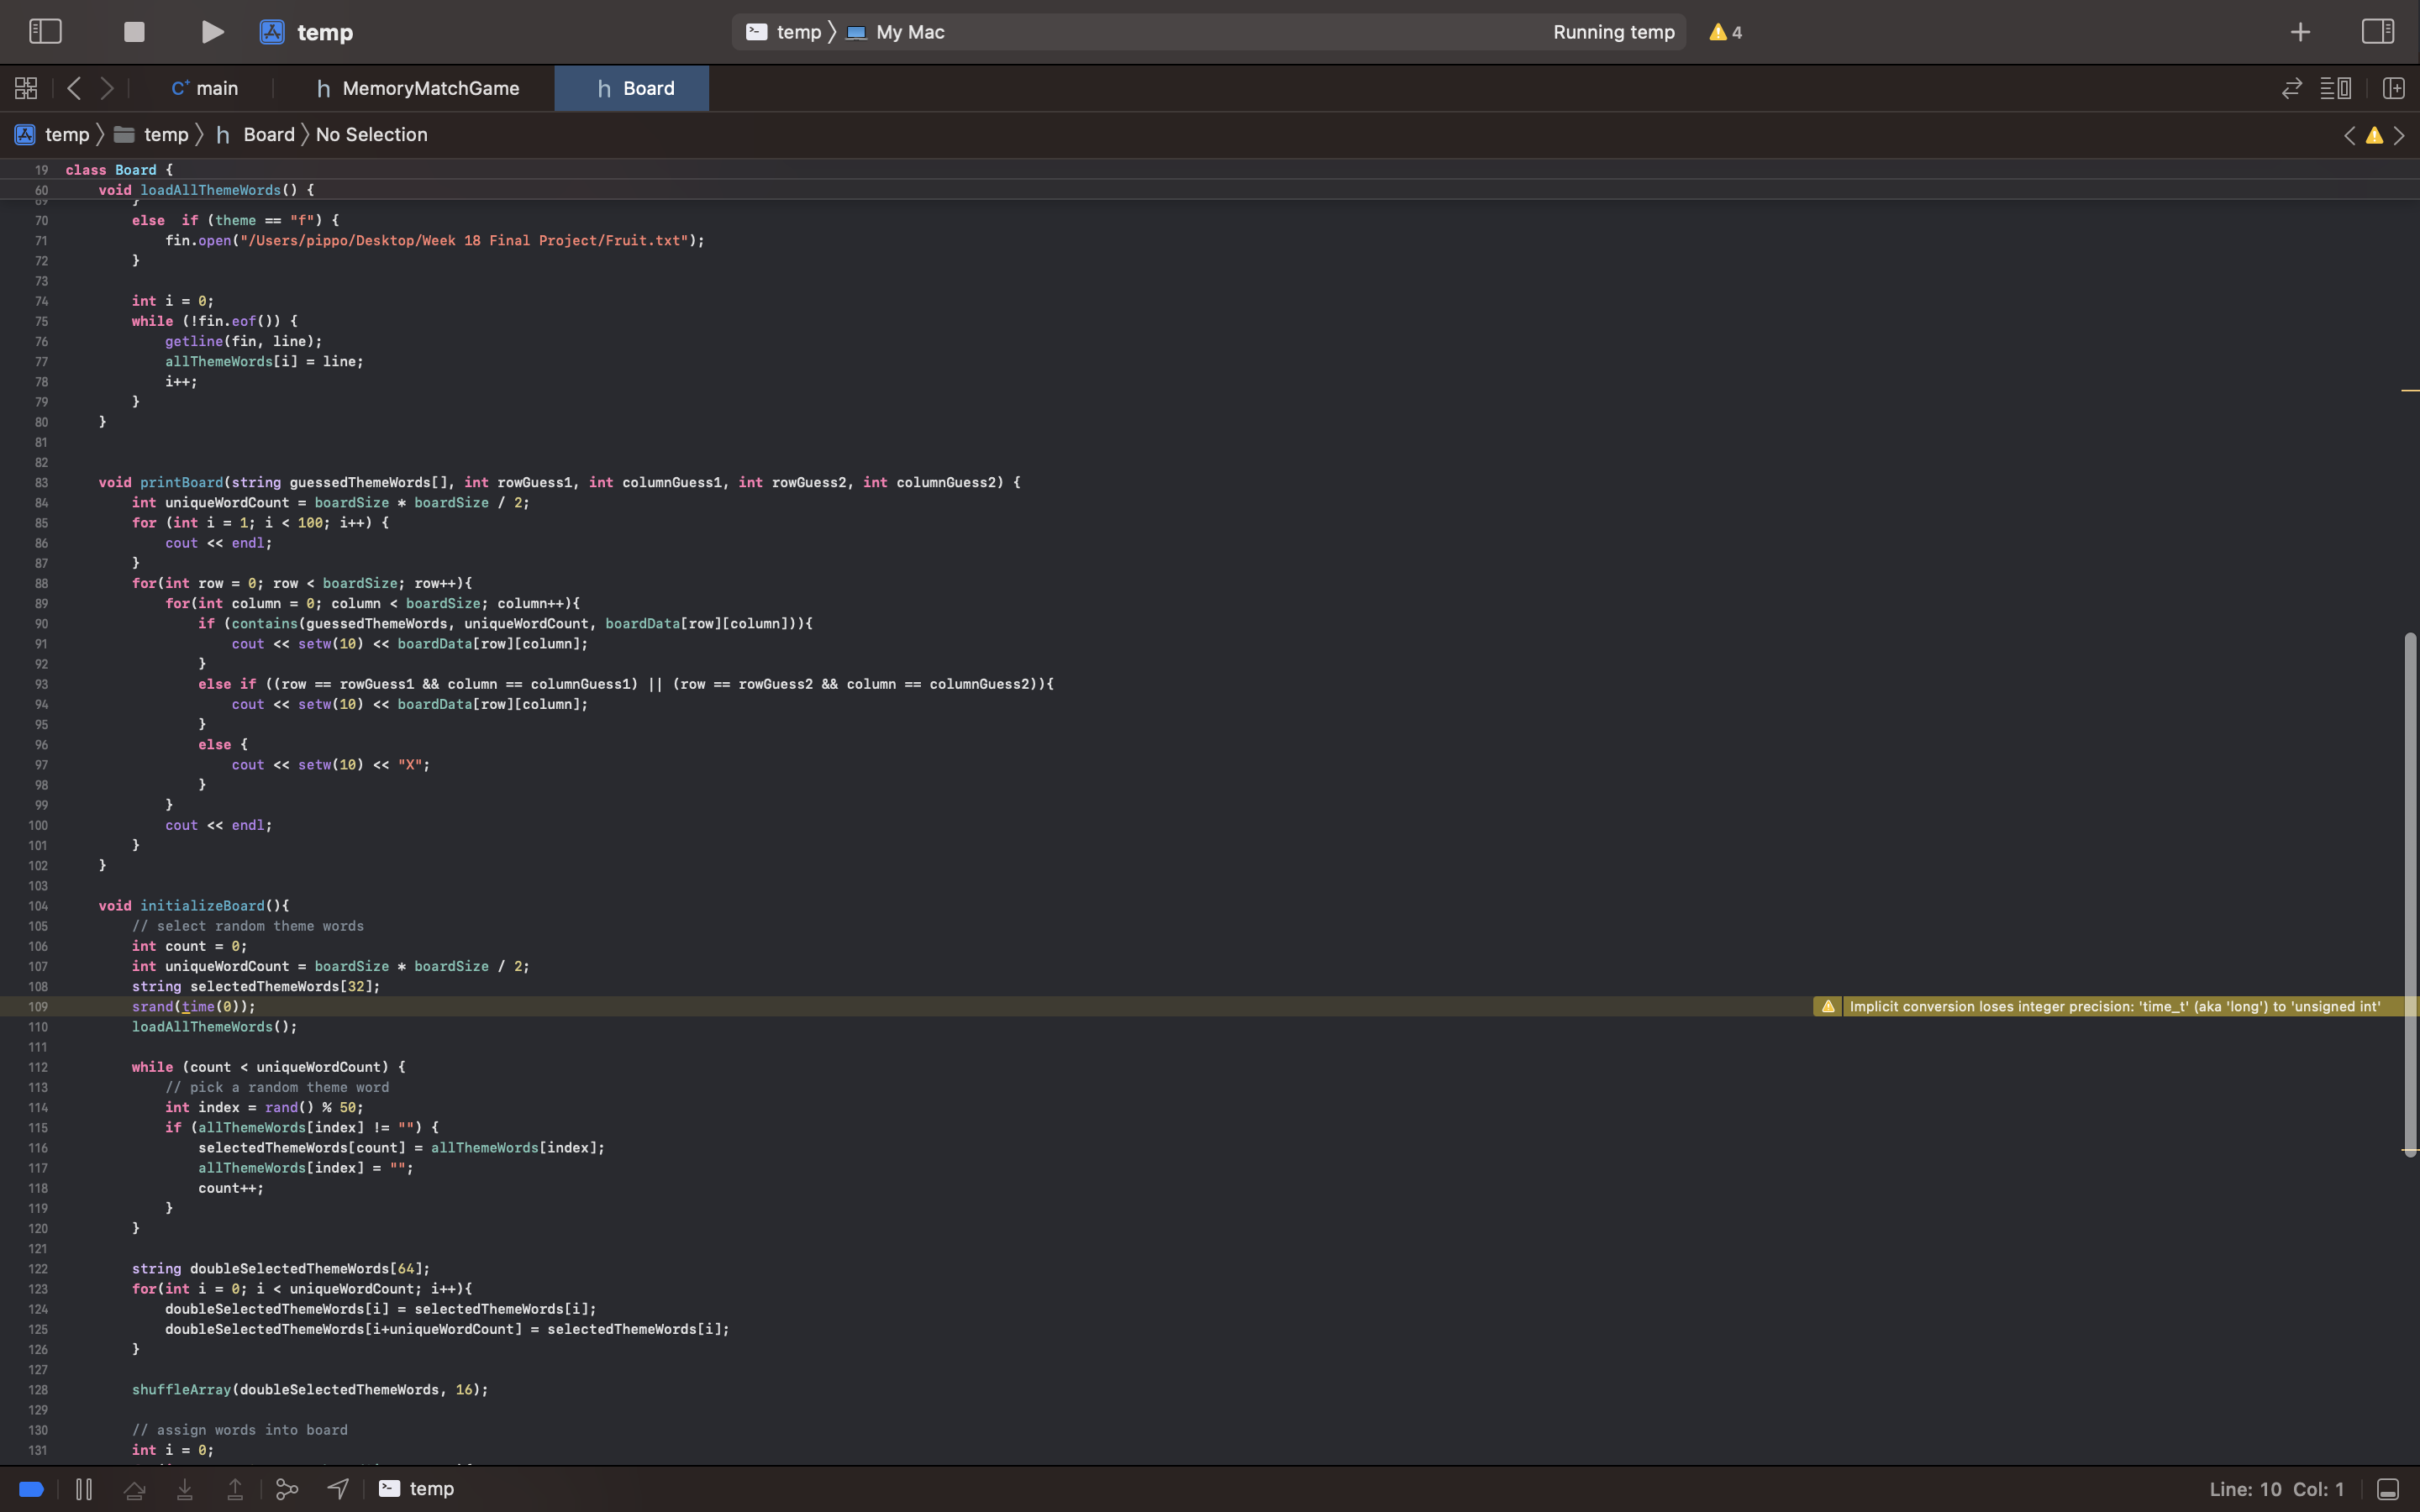 temp
temp 〉 My Mac
Running temp
4
C+ main
h MemoryMatchGame
h Board
temp 〉 temp 〉 h Board 〉 No Selection
19 class Board {
60     void loadAllThemeWords() {
69         }
70         else  if (theme == "f") {
71             fin.open("/Users/pippo/Desktop/Week 18 Final Project/Fruit.txt");
72         }
73
74         int i = 0;
75         while (!fin.eof()) {
76             getline(fin, line);
77             allThemeWords[i] = line;
78             i++;
79         }
80     }
81
82
83     void printBoard(string guessedThemeWords[], int rowGuess1, int columnGuess1, int rowGuess2, int columnGuess2) {
84         int uniqueWordCount = boardSize * boardSize / 2;
85         for (int i = 1; i < 100; i++) {
86             cout << endl;
87         }
88         for(int row = 0; row < boardSize; row++){
89             for(int column = 0; column < boardSize; column++){
90                 if (contains(guessedThemeWords, uniqueWordCount, boardData[row][column])){
91                     cout << setw(10) << boardData[row][column];
92                 }
93                 else if ((row == rowGuess1 && column == columnGuess1) || (row == rowGuess2 && column == columnGuess2)){
94                     cout << setw(10) << boardData[row][column];
95                 }
96                 else {
97                     cout << setw(10) << "X";
98                 }
99             }
100             cout << endl;
101         }
102     }
103
104     void initializeBoard(){
105         // select random theme words
106         int count = 0;
107         int uniqueWordCount = boardSize * boardSize / 2;
108         string selectedThemeWords[32];
109         srand(time(0)); Implicit conversion loses integer precision: 'time_t' (aka 'long') to 'unsigned int'
110         loadAllThemeWords();
111
112         while (count < uniqueWordCount) {
113             // pick a random theme word
114             int index = rand() % 50;
115             if (allThemeWords[index] != "") {
116                 selectedThemeWords[count] = allThemeWords[index];
117                 allThemeWords[index] = "";
118                 count++;
119             }
120         }
121
122         string doubleSelectedThemeWords[64];
123         for(int i = 0; i < uniqueWordCount; i++){
124             doubleSelectedThemeWords[i] = selectedThemeWords[i];
125             doubleSelectedThemeWords[i+uniqueWordCount] = selectedThemeWords[i];
126         }
127
128         shuffleArray(doubleSelectedThemeWords, 16);
129
130         // assign words into board
131         int i = 0;
temp
Line: 10 Col: 1